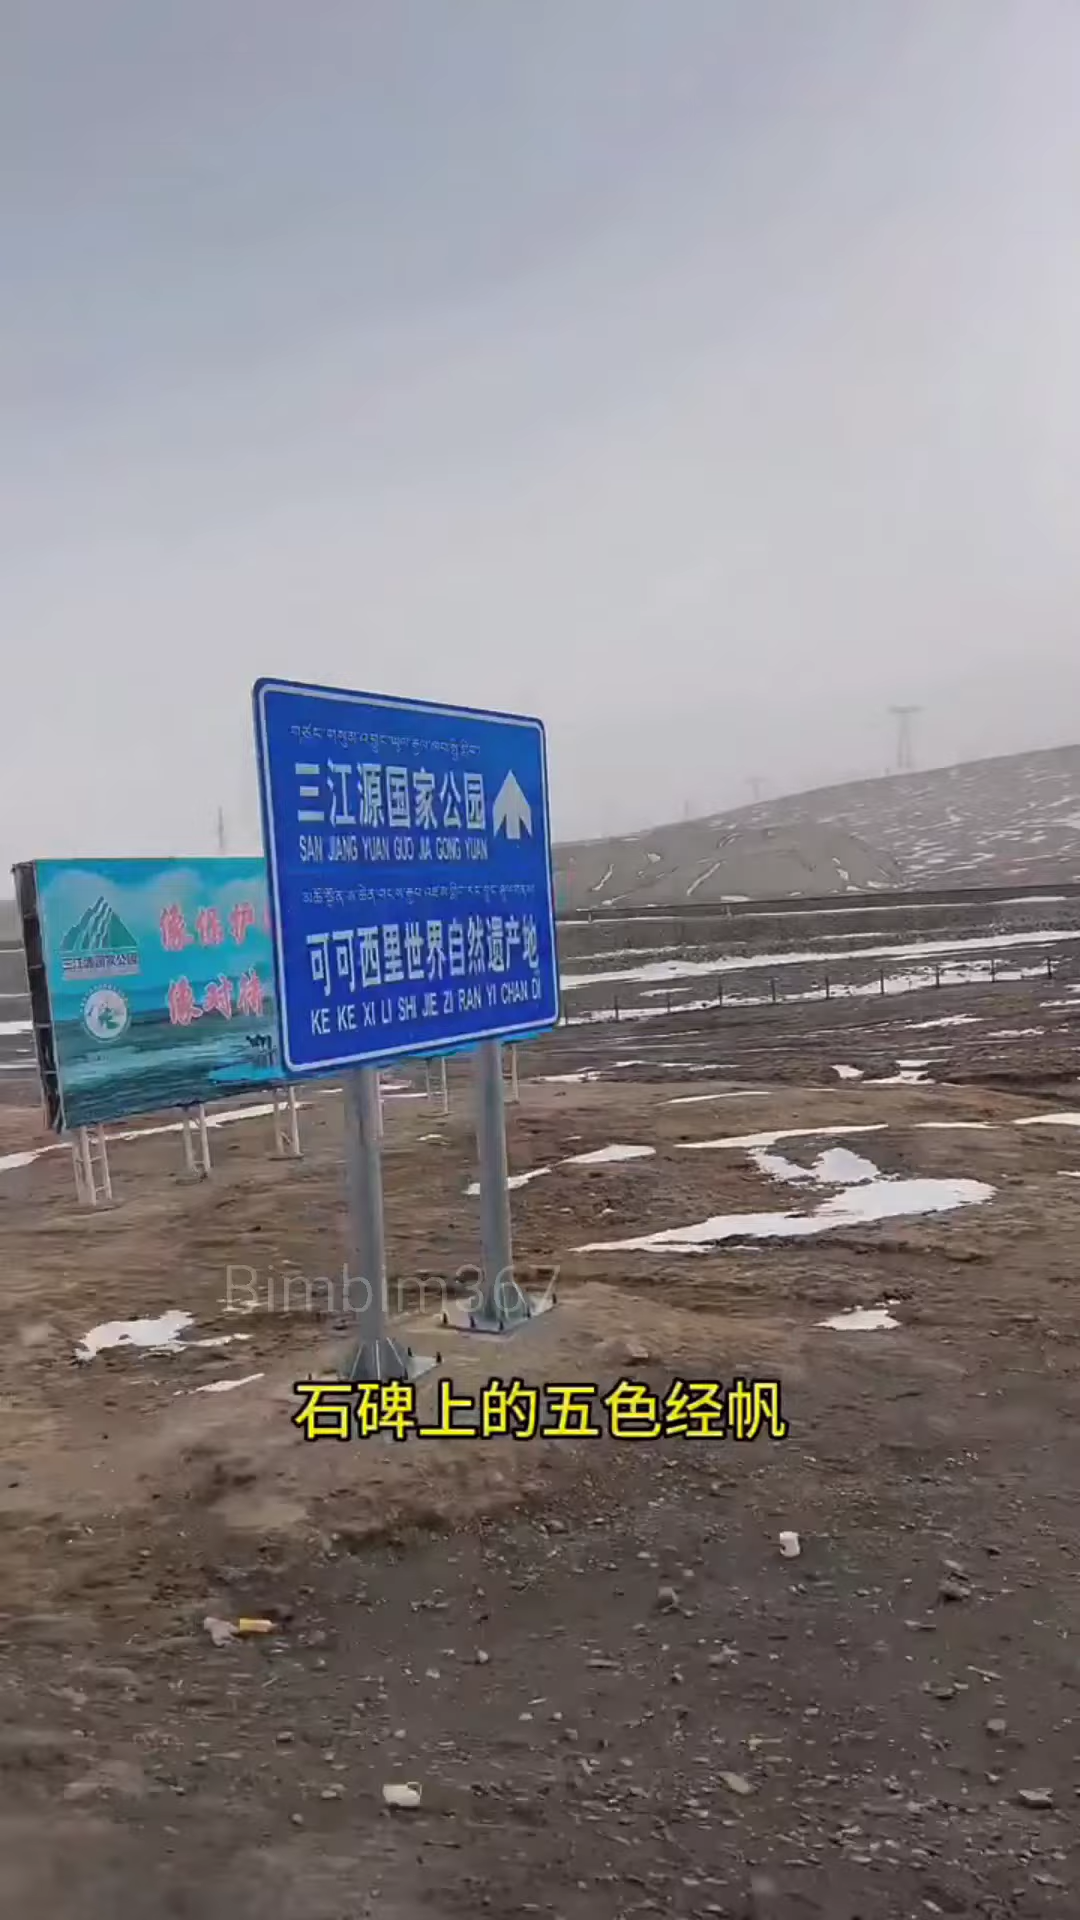 三江源国家公园
SAN JIANG YUAN GUO JIA GONG YUAN
可可西里世界自然遗产地
KE KE XI LI SHI JIE ZI RAN YI CHAN DI
三江源国家公园
像保护
像对待
Bimbim367
石碑上的五色经帆